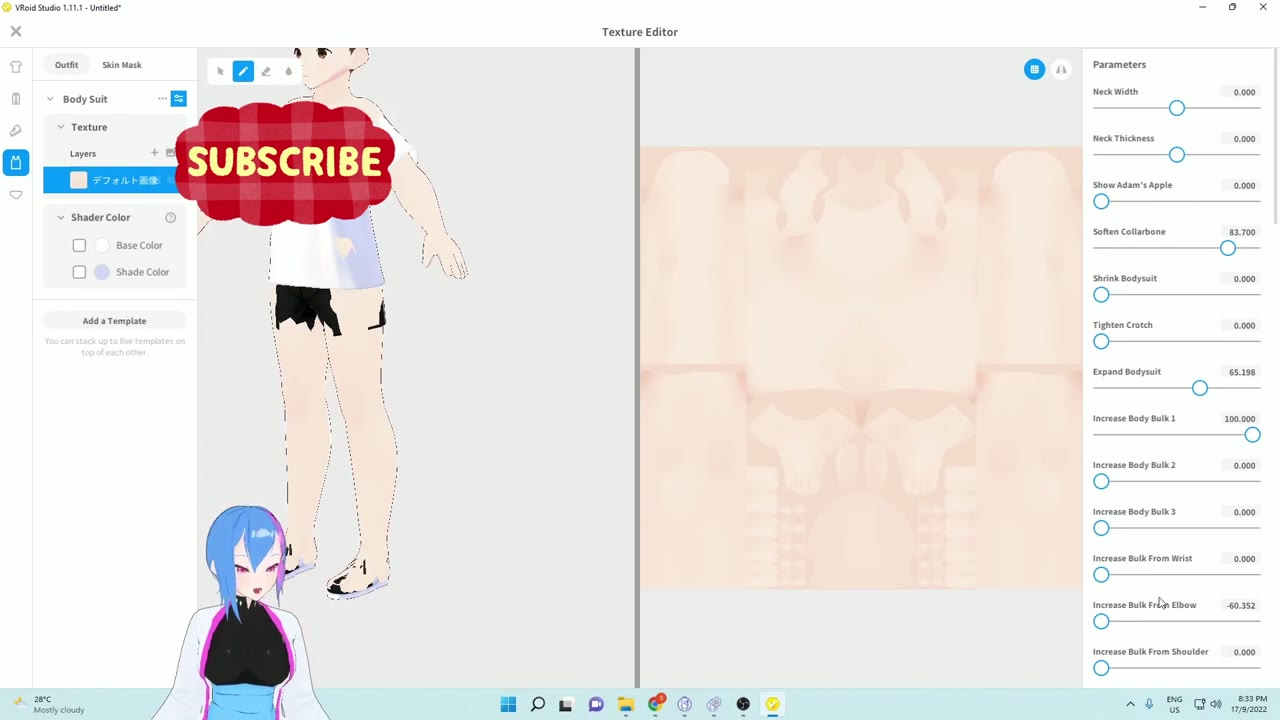 VRoid Studio 1.11.1 - Untitled*
Texture Editor
Outfit
Skin Mask
Body Suit
Texture
Layers
デフォルト画像
Shader Color
Base Color
Shade Color
Add a Template
You can stack up to live templates on
top of each other.
SUBSCRIBE
Parameters
Neck Width 0.000
Neck Thickness 0.000
Show Adam's Apple 0.000
Soften Collarbone 83.700
Shrink Bodysuit 0.000
Tighten Crotch 0.000
Expand Bodysuit 65.198
Increase Body Bulk 1 100.000
Increase Body Bulk 2 0.000
Increase Body Bulk 3 0.000
Increase Bulk From Wrist 0.000
Increase Bulk From Elbow -60.352
Increase Bulk From Shoulder 0.000
28°C
Mostly cloudy
ENG
US
8:33 PM
17/9/2022